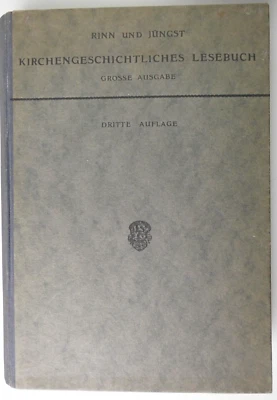 RINN UND JÜNGST
KIRCHENGESCHICHTLICHES LESEBUCH
GROSSE AUSGABE
DRITTE AUFLAGE